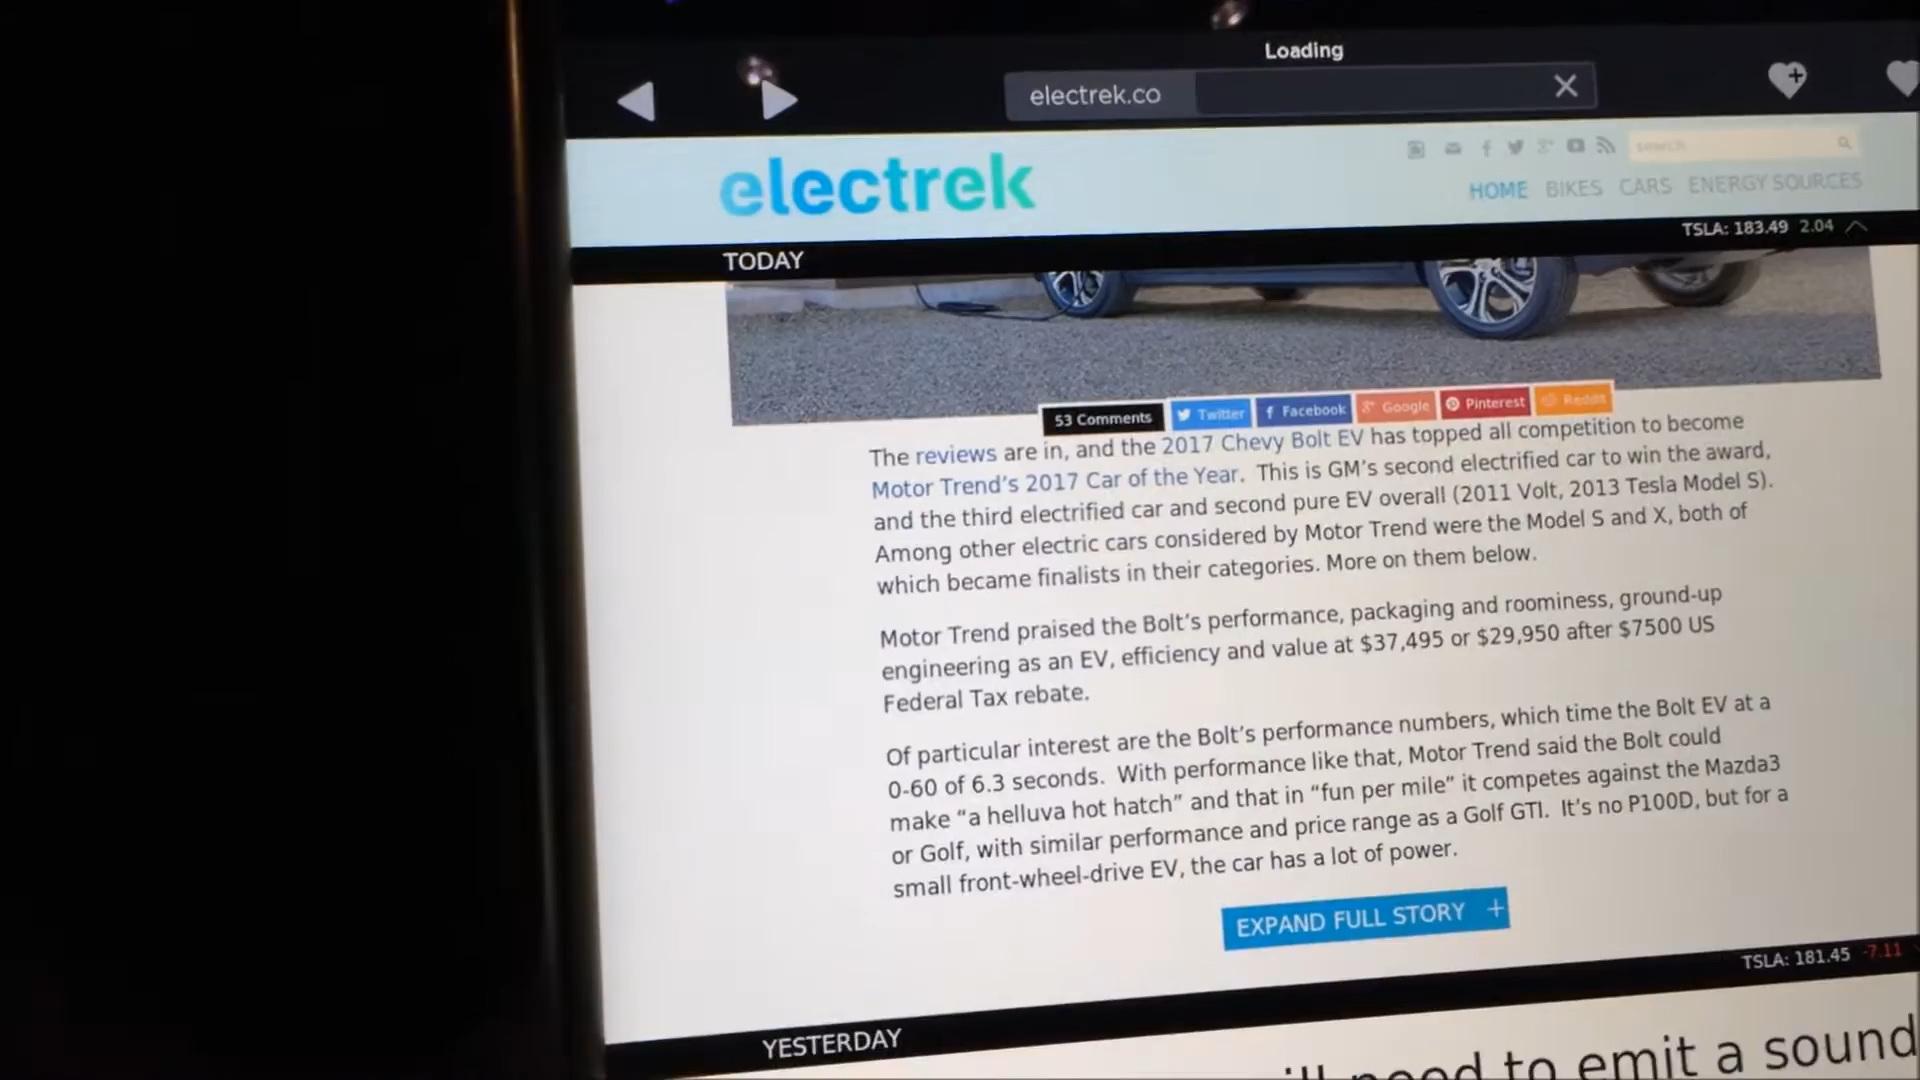 Loading
electrek.co
electrek
search
HOME BIKES CARS ENERGY SOURCES
TSLA: 183.49 2.04
TODAY
53 Comments Twitter Facebook Google Pinterest Reddit
The reviews are in, and the 2017 Chevy Bolt EV has topped all competition to become
Motor Trend’s 2017 Car of the Year. This is GM’s second electrified car to win the award,
and the third electrified car and second pure EV overall (2011 Volt, 2013 Tesla Model S).
Among other electric cars considered by Motor Trend were the Model S and X, both of
which became finalists in their categories. More on them below.
Motor Trend praised the Bolt’s performance, packaging and roominess, ground-up
engineering as an EV, efficiency and value at $37,495 or $29,950 after $7500 US
Federal Tax rebate.
Of particular interest are the Bolt’s performance numbers, which time the Bolt EV at a
0-60 of 6.3 seconds. With performance like that, Motor Trend said the Bolt could
make “a helluva hot hatch” and that in “fun per mile” it competes against the Mazda3
or Golf, with similar performance and price range as a Golf GTI. It’s no P100D, but for a
small front-wheel-drive EV, the car has a lot of power.
EXPAND FULL STORY +
TSLA: 181.45 -7.11
YESTERDAY
need to emit a sound